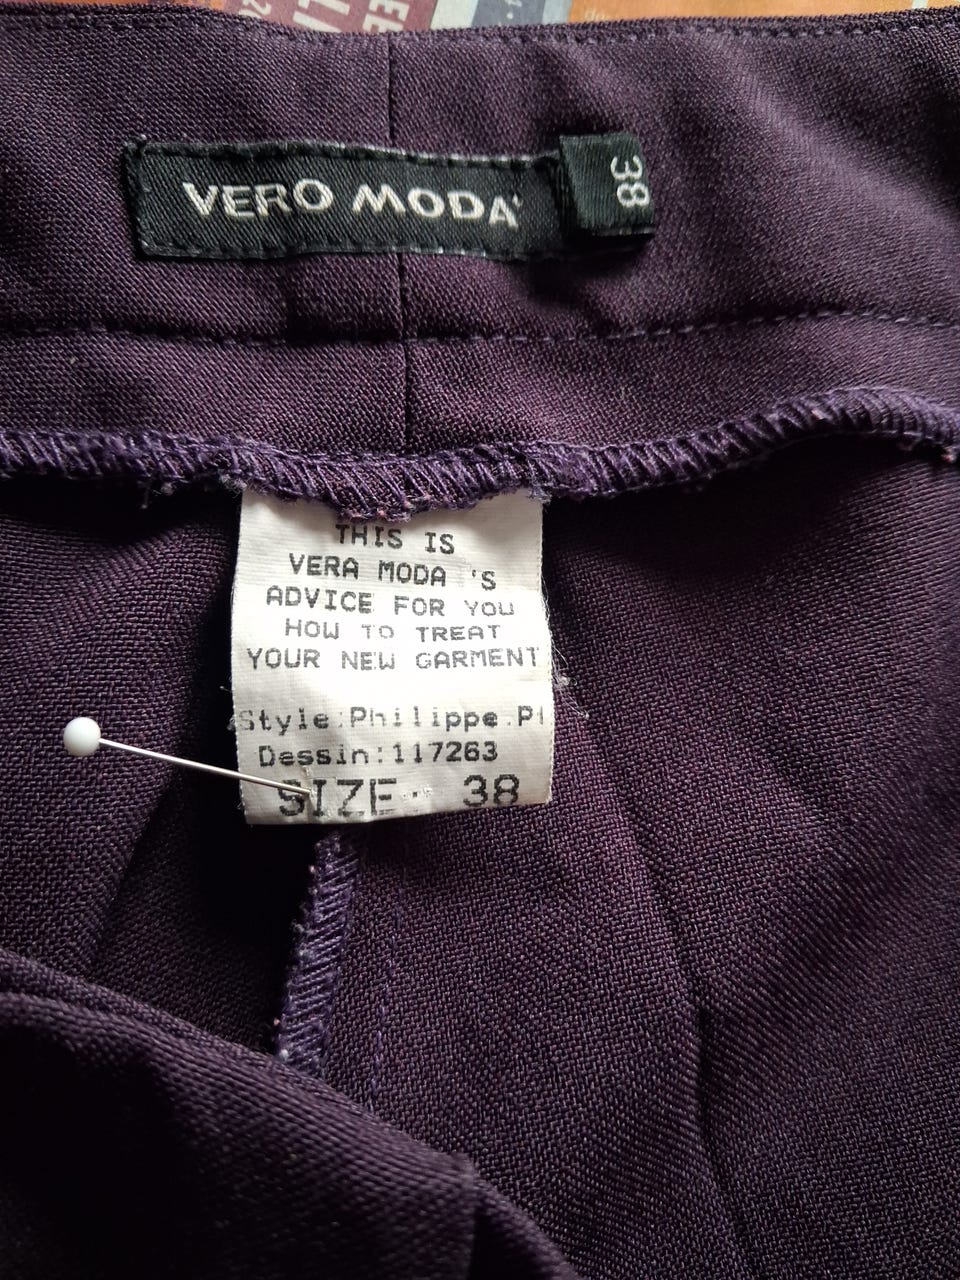 VERO MODA
38
THIS IS
VERA MODA 'S
ADVICE FOR YOU
HOW TO TREAT
YOUR NEW GARMENT
Style:Philippe.P
Dessin:117263
SIZE 38